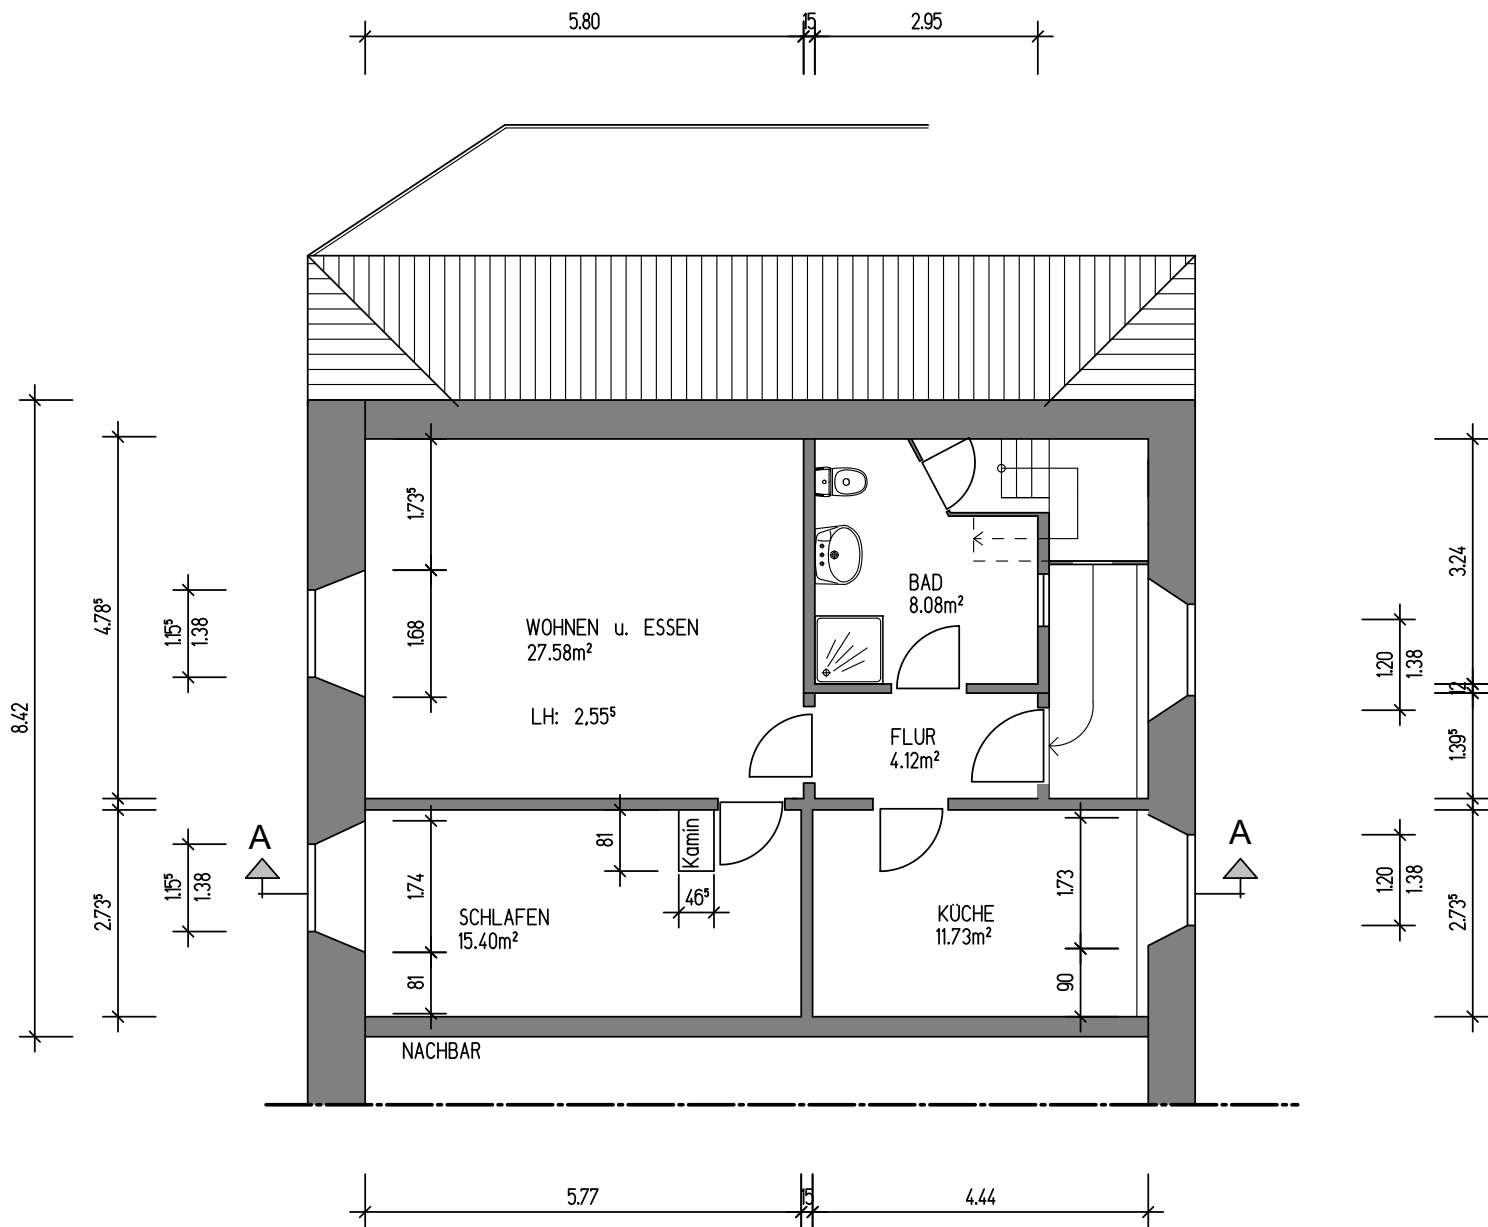 5.80
15
2.95
1.73⁵
3.24
4.78⁵
1.15⁵
1.38
1.68
WOHNEN u. ESSEN
27.58m²
BAD
8.08m²
1.20
1.38
12
8.42
LH: 2,55⁵
FLUR
4.12m²
1.39⁵
A
A
81
Kamin
2.73⁵
1.15⁵
1.38
1.74
46⁵
1.73
1.20
1.38
2.73⁵
SCHLAFEN
15.40m²
KÜCHE
11.73m²
81
90
NACHBAR
5.77
15
4.44